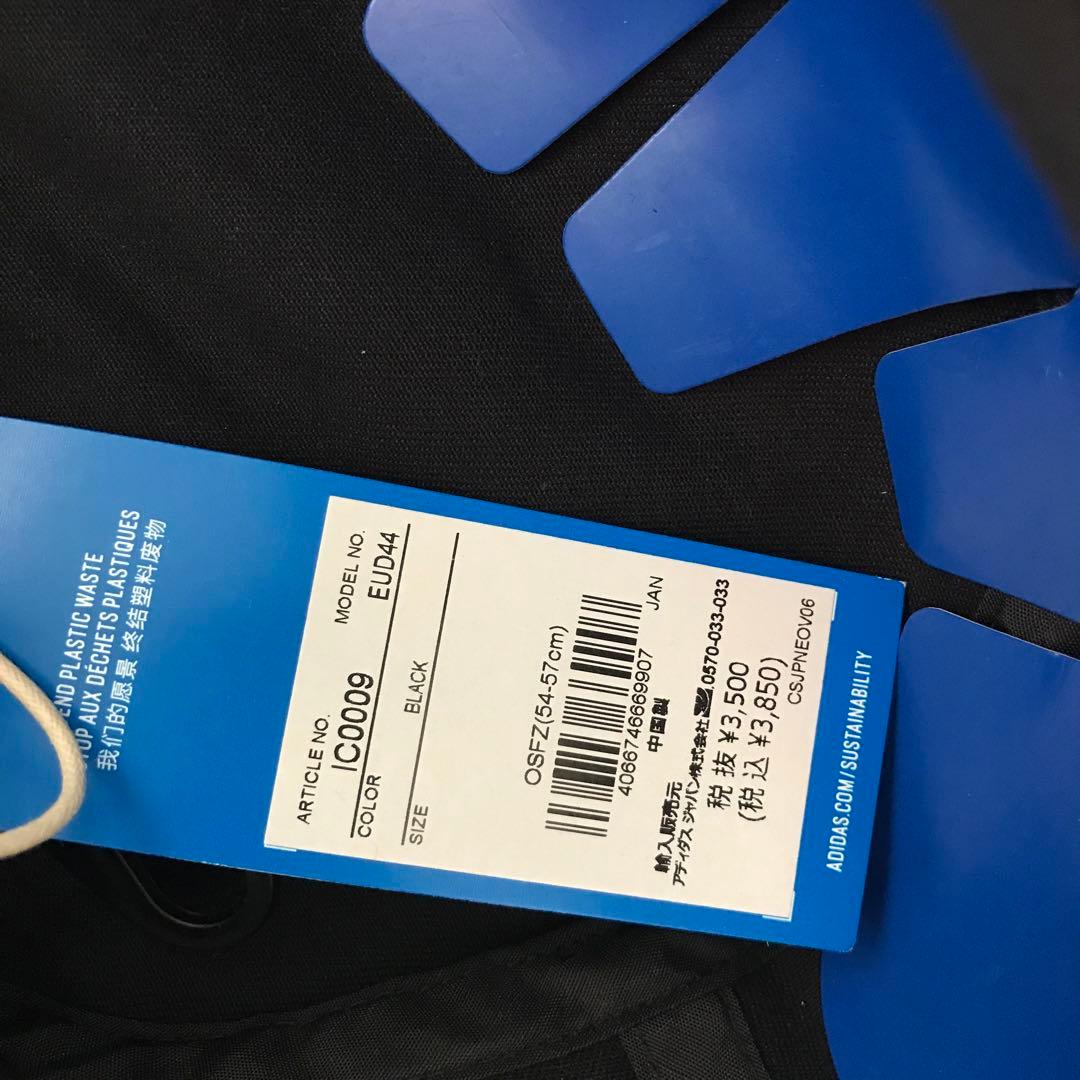 END PLASTIC WASTE
STOP AUX DÉCHETS PLASTIQUES
我们的愿景 终结塑料废物
ARTICLE NO.
MODEL NO.
IC0009
EUD44
COLOR
BLACK
SIZE
OSFZ(54-57cm)
4066746669907
JAN
中国製
輸入販売元
アディダス ジャパン株式会社 0570-033-033
税抜 ¥3,500
(税込 ¥3,850)
CSJPNEOV06
ADIDAS.COM/SUSTAINABILITY